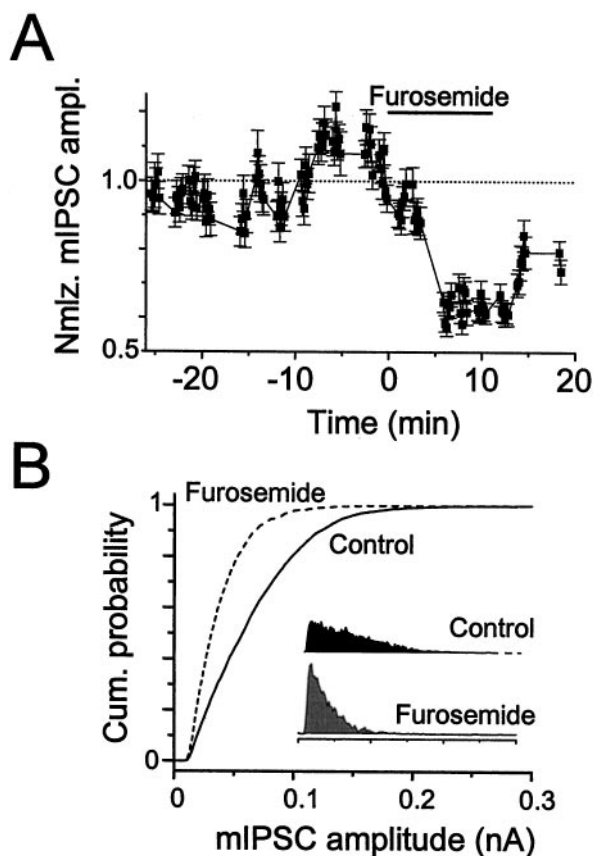 A
Nmlz. mIPSC ampl.
Furosemide
1.0
0.5
-20 -10 0 10 20
Time (min)
B
Cum. probability
1
Furosemide
Control
Control
Furosemide
0
0 0.1 0.2 0.3
mIPSC amplitude (nA)